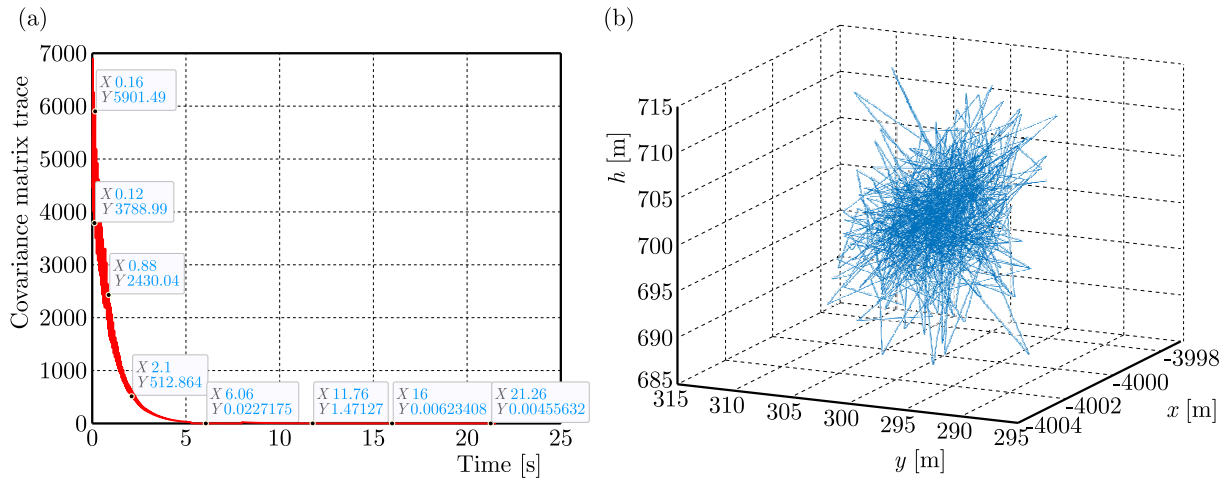 (a)
Covariance matrix trace
7000
6000
5000
4000
3000
2000
1000
0
X 0.16
Y 5901.49
X 0.12
Y 3788.99
X 0.88
Y 2430.04
X 2.1
Y 512.864
X 6.06
Y 0.0227175
X 11.76
Y 1.47127
X 16
Y 0.00623408
X 21.26
Y 0.00455632
0 5 10 15 20 25
Time [s]
(b)
h [m]
715
710
705
700
695
690
685
315 310 305 300 295 290 295
y [m]
-4004
-4002
-4000
-3998
x [m]